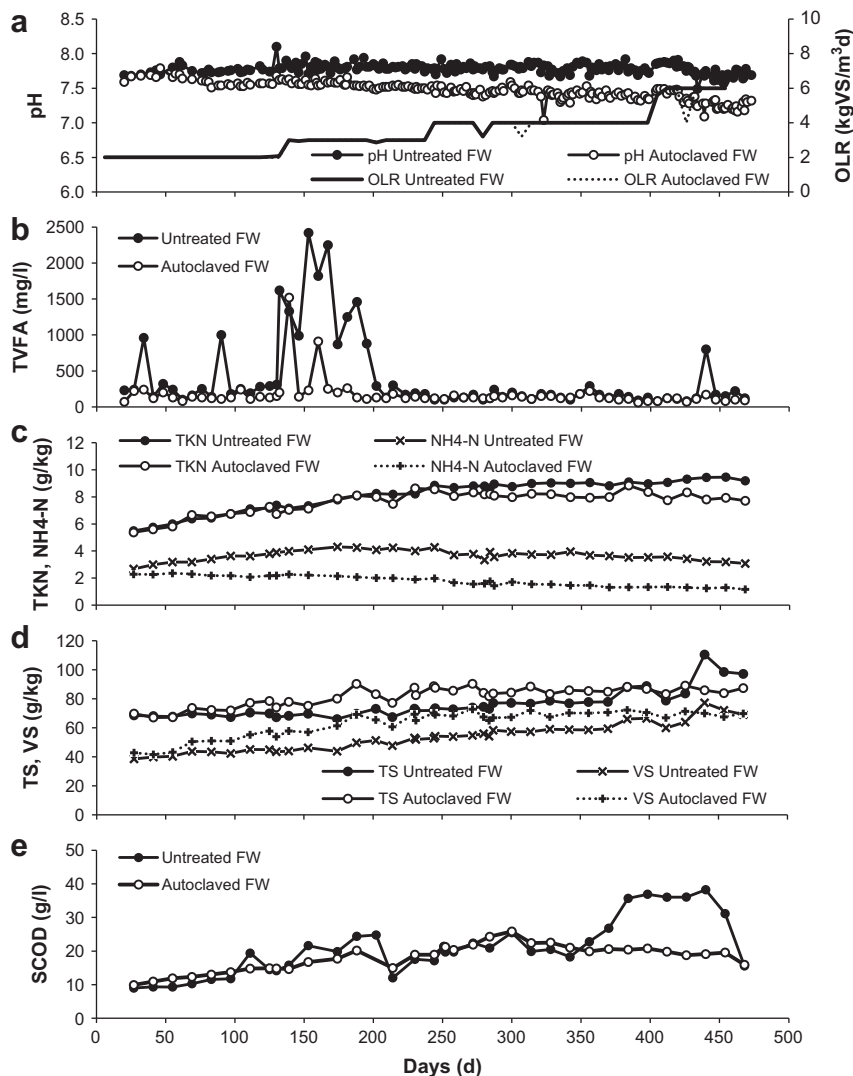 a
8.5
8.0
7.5
7.0
6.5
6.0
pH
10
8
6
4
2
0
OLR (kgVS/m³d)
pH Untreated FW
pH Autoclaved FW
OLR Untreated FW
OLR Autoclaved FW
b
2500
2000
1500
1000
500
0
TVFA (mg/l)
Untreated FW
Autoclaved FW
c
12
10
8
6
4
2
0
TKN, NH4-N (g/kg)
TKN Untreated FW
NH4-N Untreated FW
TKN Autoclaved FW
NH4-N Autoclaved FW
d
120
100
80
60
40
20
0
TS, VS (g/kg)
TS Untreated FW
VS Untreated FW
TS Autoclaved FW
VS Autoclaved FW
e
50
40
30
20
10
0
SCOD (g/l)
Untreated FW
Autoclaved FW
0 50 100 150 200 250 300 350 400 450 500
Days (d)